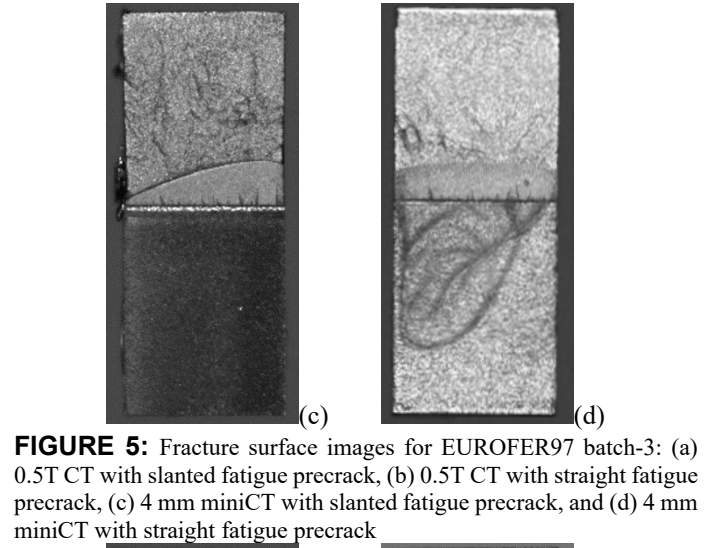 (c)
(d)
FIGURE 5: Fracture surface images for EUROFER97 batch-3: (a)
0.5T CT with slanted fatigue precrack, (b) 0.5T CT with straight fatigue
precrack, (c) 4 mm miniCT with slanted fatigue precrack, and (d) 4 mm
miniCT with straight fatigue precrack